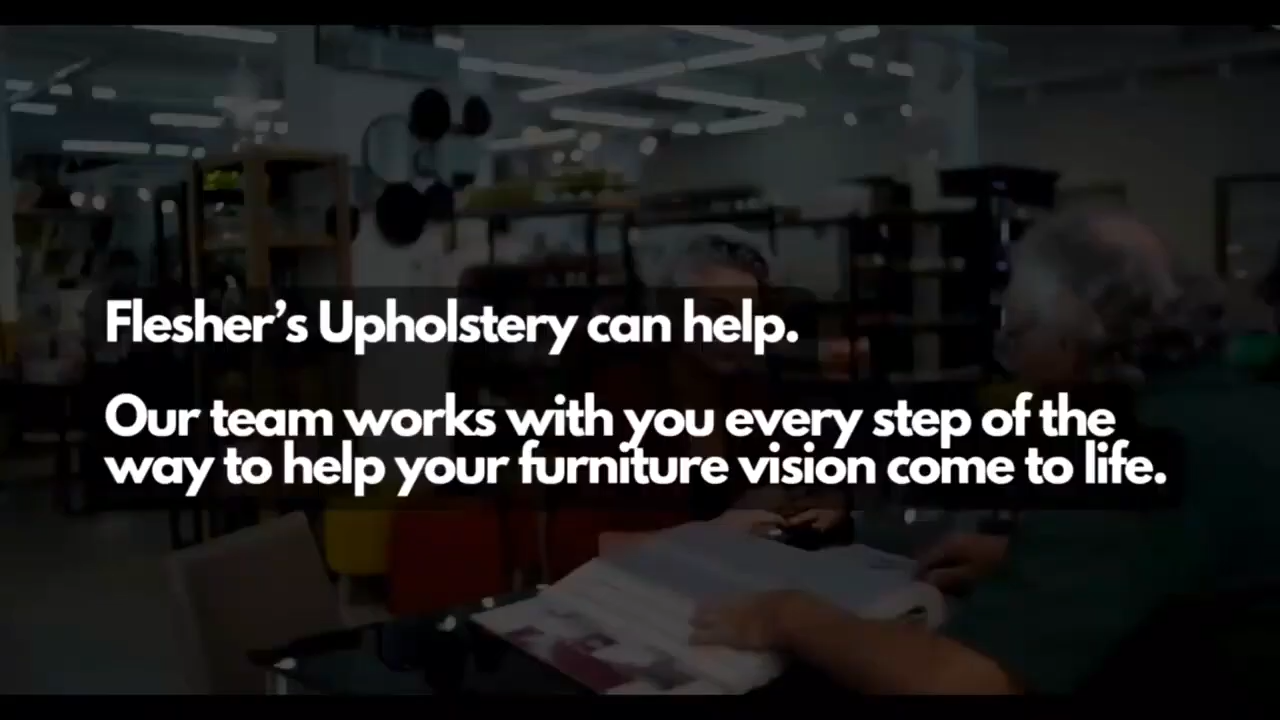 Flesher’s Upholstery can help.
Our team works with you every step of the
way to help your furniture vision come to life.